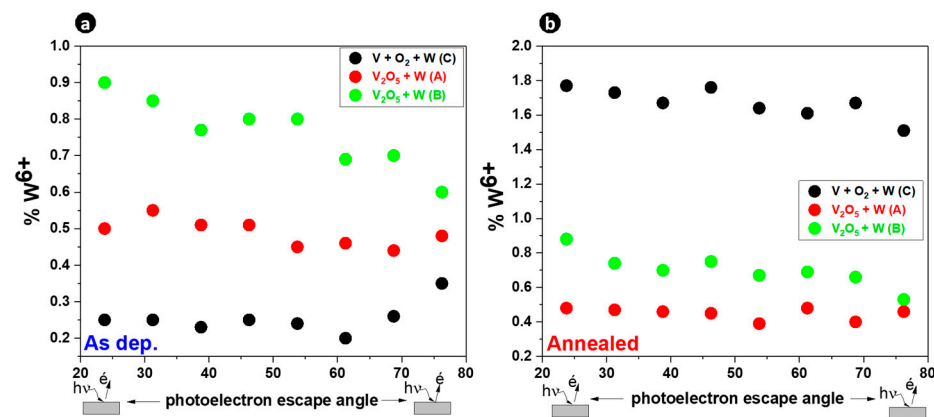 a
1.0
0.9
0.8
0.7
0.6
0.5
0.4
0.3
0.2
% W6+
V + O2 + W (C)
V2O5 + W (A)
V2O5 + W (B)
As dep.
20 30 40 50 60 70 80
hν é
photoelectron escape angle
hν é
b
2.0
1.8
1.6
1.4
1.2
1.0
0.8
0.6
0.4
0.2
% W6+
V + O2 + W (C)
V2O5 + W (A)
V2O5 + W (B)
Annealed
20 30 40 50 60 70 80
hν é
photoelectron escape angle
hν é